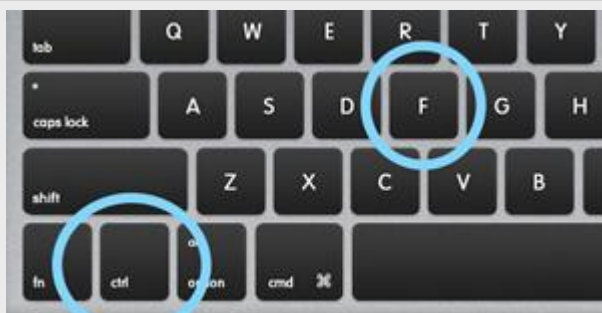 tab Q W E R T Y
caps lock A S D F G H
shift Z X C V B
fn ctrl option cmd ⌘